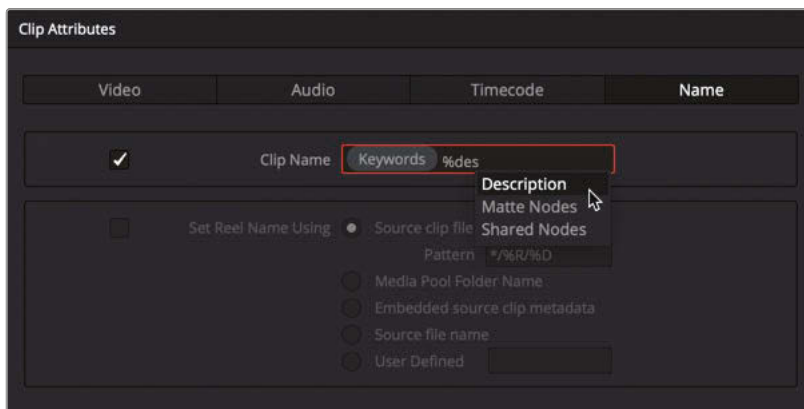 Clip Attributes
Video Audio Timecode Name
Clip Name Keywords %des
Description
Matte Nodes
Shared Nodes
Set Reel Name Using Source clip file
Pattern */%R/%D
Media Pool Folder Name
Embedded source clip metadata
Source file name
User Defined